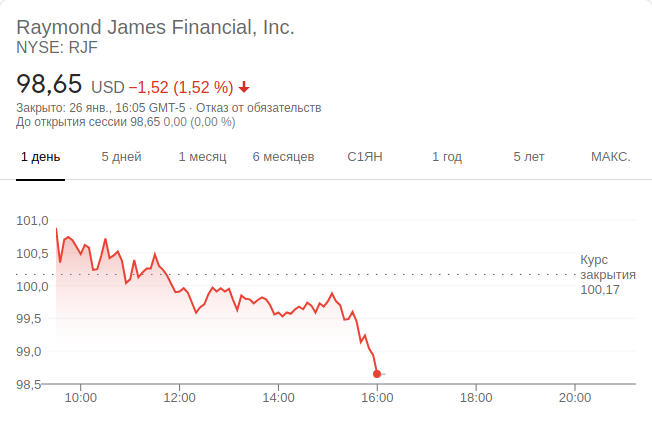 Raymond James Financial, Inc.
NYSE: RJF
98,65 USD −1,52 (1,52 %)
Закрыто: 26 янв., 16:05 GMT-5 · Отказ от обязательств
До открытия сессии 98,65 0,00 (0,00 %)
1 день 5 дней 1 месяц 6 месяцев С1ЯН 1 год 5 лет МАКС.
101,0
100,5
100,0
99,5
99,0
98,5
Курс
закрытия
100,17
10:00 12:00 14:00 16:00 18:00 20:00